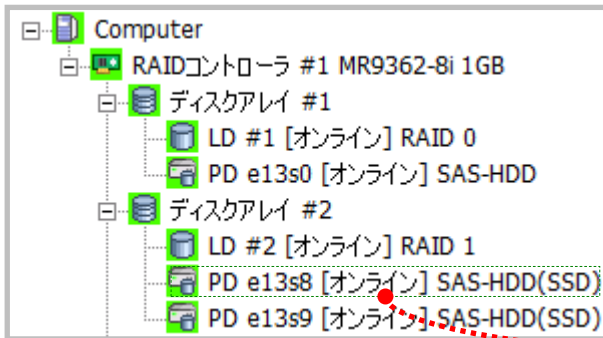 Computer
RAIDコントローラ #1 MR9362-8i 1GB
ディスクアレイ #1
LD #1 [オンライン] RAID 0
PD e13s0 [オンライン] SAS-HDD
ディスクアレイ #2
LD #2 [オンライン] RAID 1
PD e13s8 [オンライン] SAS-HDD(SSD)
PD e13s9 [オンライン] SAS-HDD(SSD)